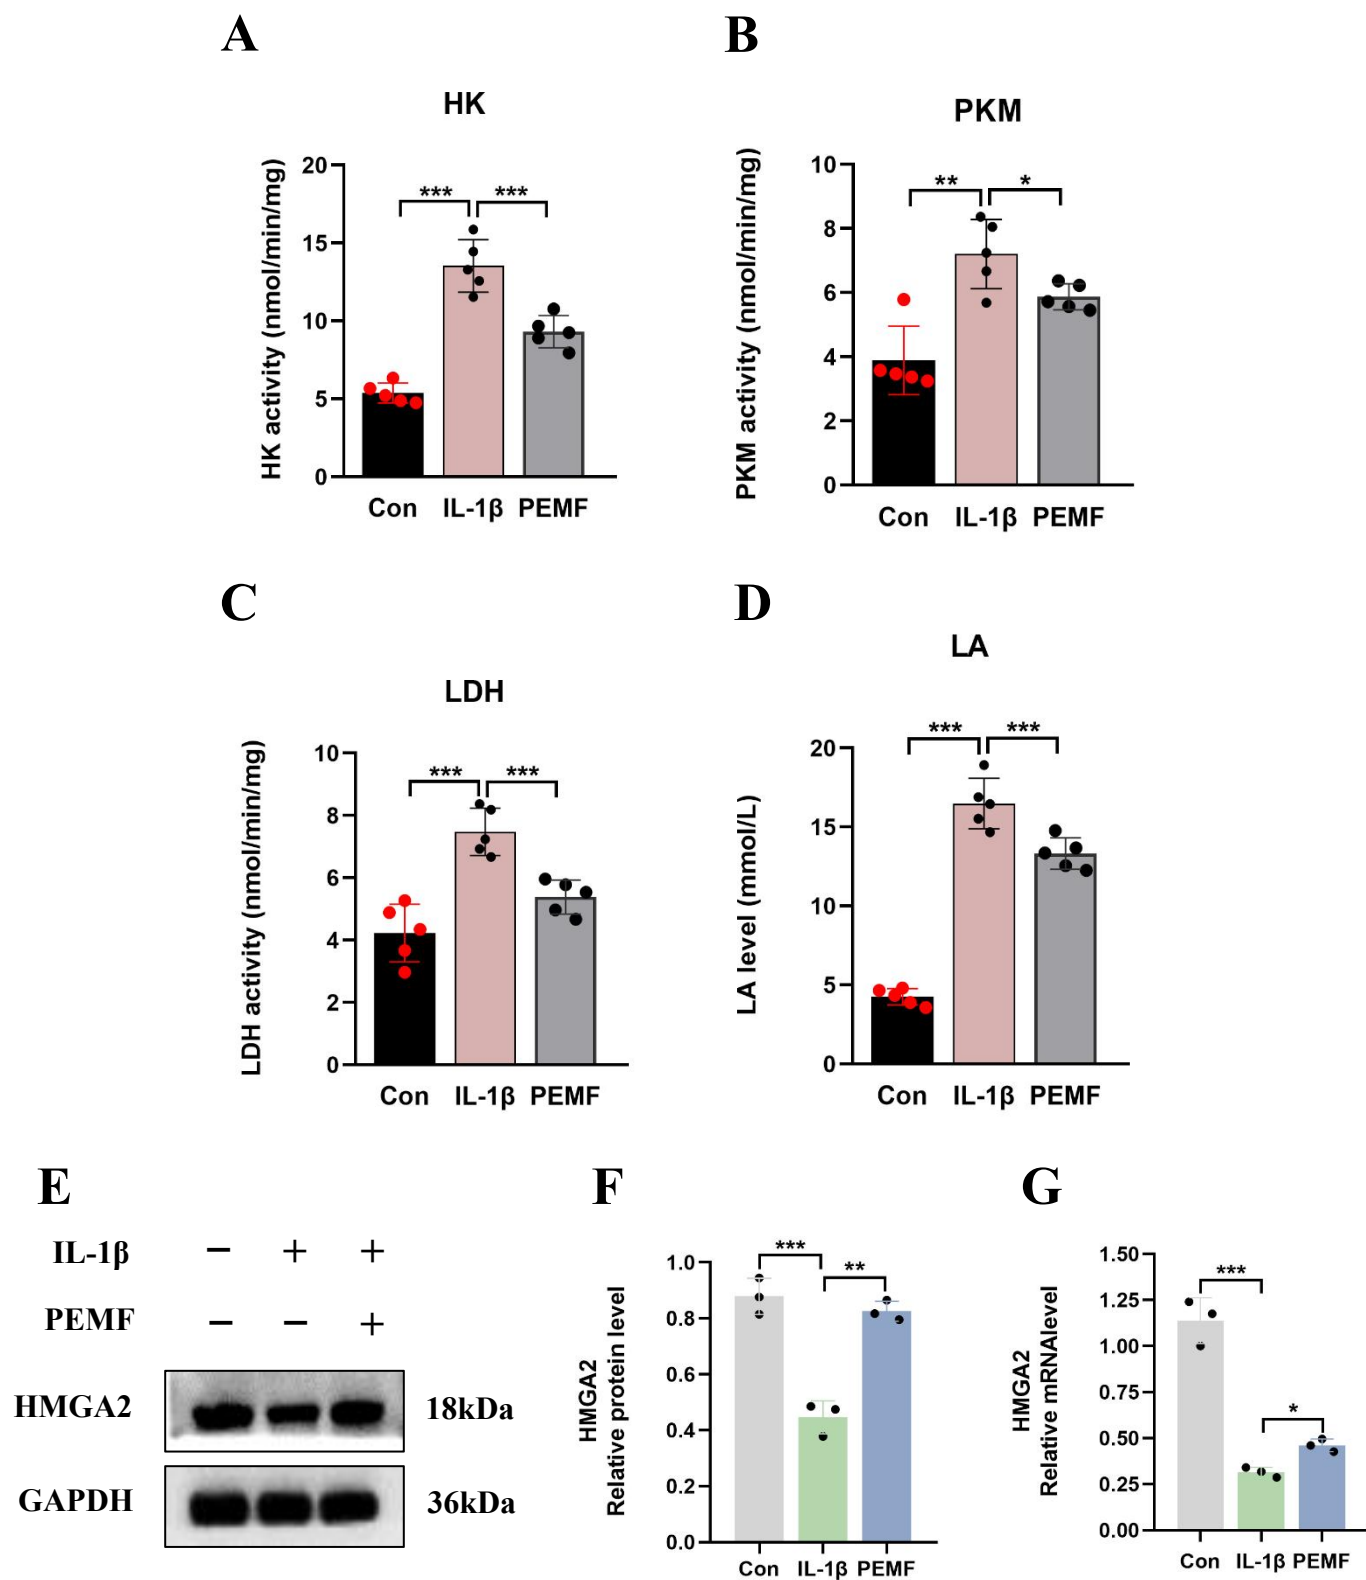 A
B
HK
HK activity (nmol/min/mg)
20
15
10
5
0
*** ***
Con IL-1β PEMF
PKM
PKM activity (nmol/min/mg)
10
8
6
4
2
0
** *
Con IL-1β PEMF
C
D
LDH
LDH activity (nmol/min/mg)
10
8
6
4
2
0
*** ***
Con IL-1β PEMF
LA
LA level (mmol/L)
20
15
10
5
0
*** ***
Con IL-1β PEMF
E
IL-1β − + +
PEMF − − +
HMGA2 18kDa
GAPDH 36kDa
F
HMGA2
Relative protein level
1.0
0.8
0.6
0.4
0.2
0.0
*** **
Con IL-1β PEMF
G
HMGA2
Relative mRNAlevel
1.50
1.25
1.00
0.75
0.50
0.25
0.00
***
*
Con IL-1β PEMF